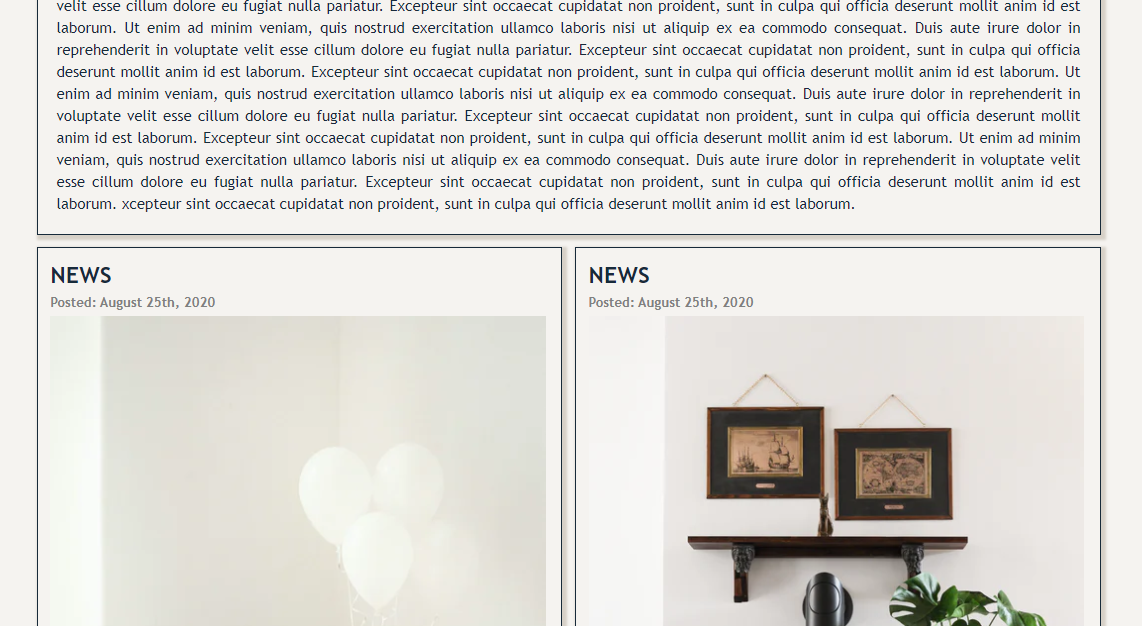 velit esse cillum dolore eu fugiat nulla pariatur. Excepteur sint occaecat cupidatat non proident, sunt in culpa qui officia deserunt mollit anim id est
laborum. Ut enim ad minim veniam, quis nostrud exercitation ullamco laboris nisi ut aliquip ex ea commodo consequat. Duis aute irure dolor in
reprehenderit in voluptate velit esse cillum dolore eu fugiat nulla pariatur. Excepteur sint occaecat cupidatat non proident, sunt in culpa qui officia
deserunt mollit anim id est laborum. Excepteur sint occaecat cupidatat non proident, sunt in culpa qui officia deserunt mollit anim id est laborum. Ut
enim ad minim veniam, quis nostrud exercitation ullamco laboris nisi ut aliquip ex ea commodo consequat. Duis aute irure dolor in reprehenderit in
voluptate velit esse cillum dolore eu fugiat nulla pariatur. Excepteur sint occaecat cupidatat non proident, sunt in culpa qui officia deserunt mollit
anim id est laborum. Excepteur sint occaecat cupidatat non proident, sunt in culpa qui officia deserunt mollit anim id est laborum. Ut enim ad minim
veniam, quis nostrud exercitation ullamco laboris nisi ut aliquip ex ea commodo consequat. Duis aute irure dolor in reprehenderit in voluptate velit
esse cillum dolore eu fugiat nulla pariatur. Excepteur sint occaecat cupidatat non proident, sunt in culpa qui officia deserunt mollit anim id est
laborum. xcepteur sint occaecat cupidatat non proident, sunt in culpa qui officia deserunt mollit anim id est laborum.
NEWS
Posted: August 25th, 2020
NEWS
Posted: August 25th, 2020